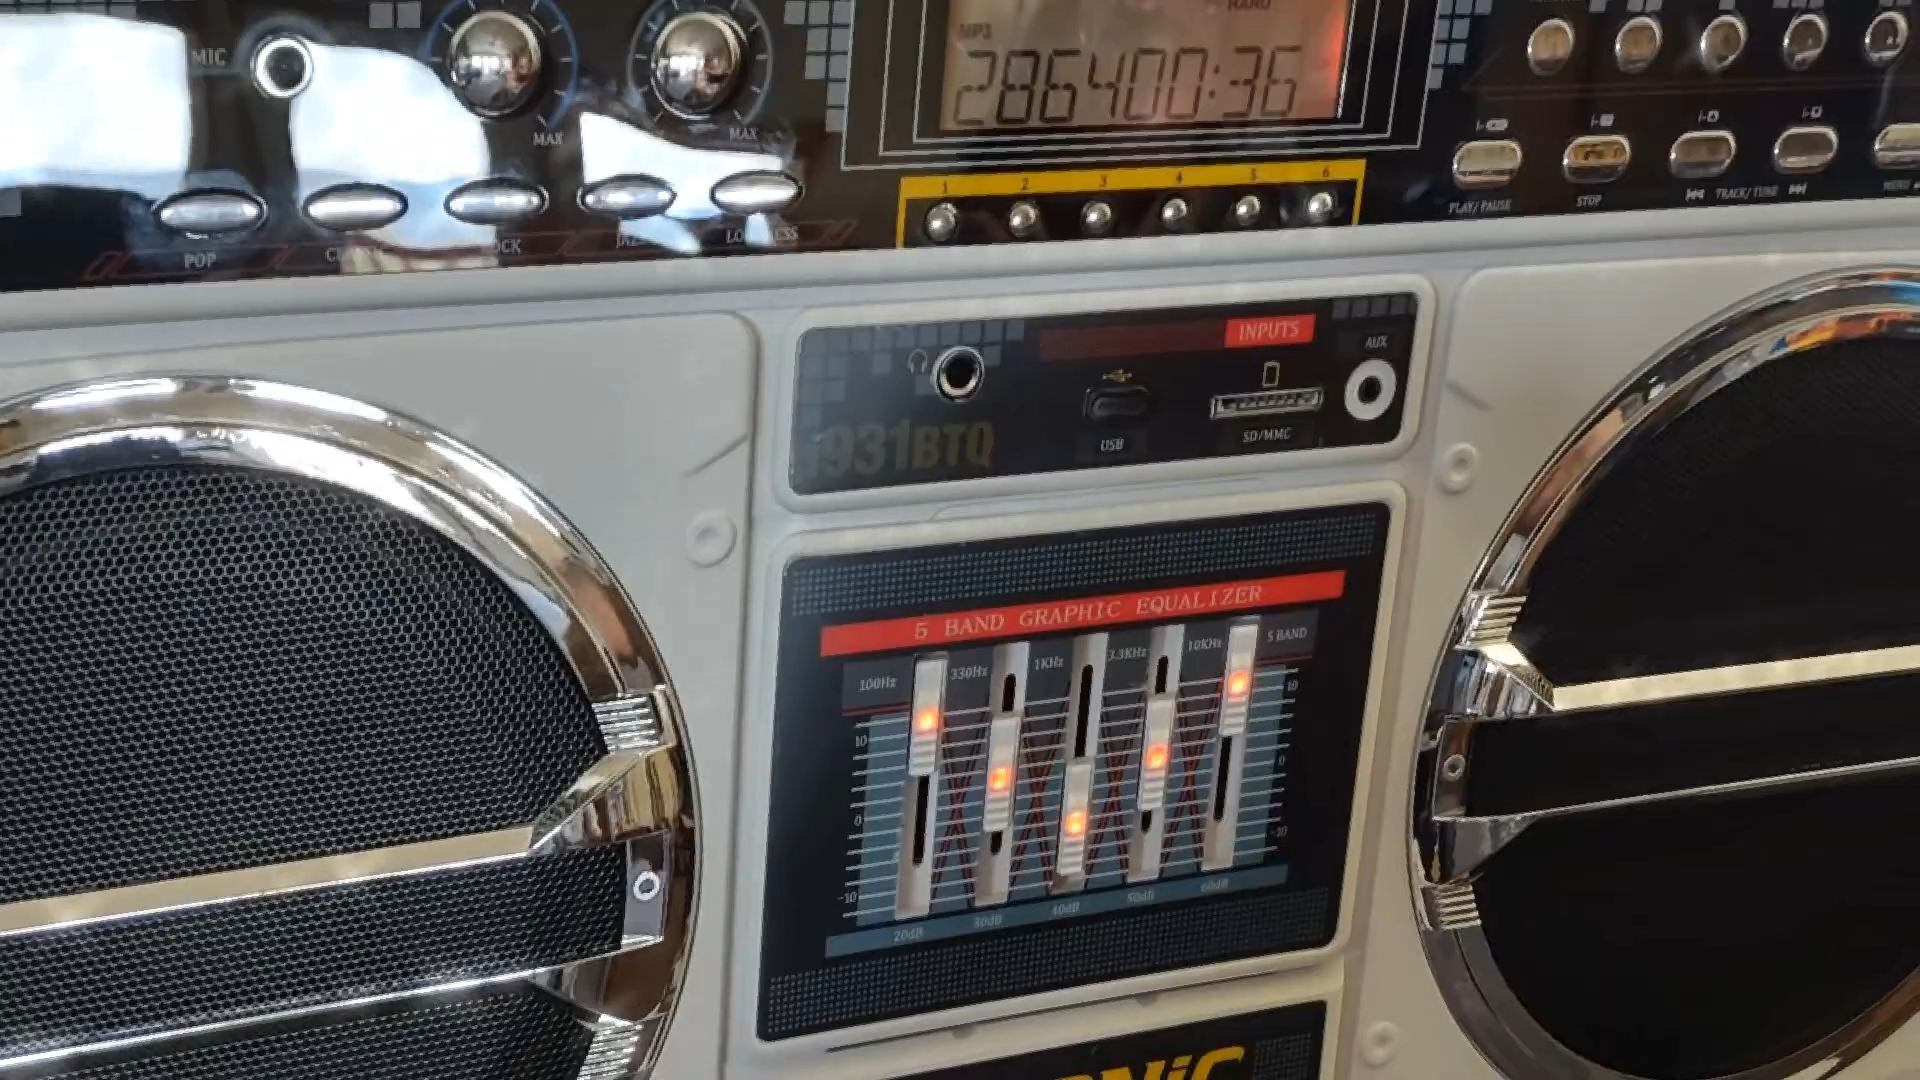 MIC
MAX
MAX
MP3
286400:36
1 2 3 4 5 6
POP
PLAY/PAUSE
STOP
TRACK/TUNE
MENU
INPUTS
AUX
USB
SD/MMC
931BTQ
5 BAND GRAPHIC EQUALIZER
100Hz 330Hz 1KHz 3.3KHz 10KHz 5 BAND
10
0
-10
10
0
-10
20dB 30dB 40dB 50dB 60dB